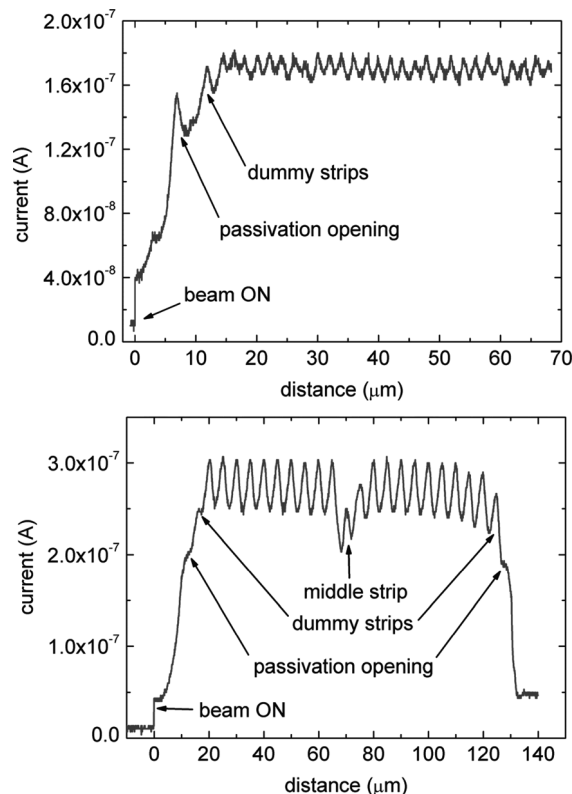 2.0x10-7
1.6x10-7
1.2x10-7
8.0x10-8
4.0x10-8
0.0
current (A)
dummy strips
passivation opening
beam ON
0 10 20 30 40 50 60 70
distance (μm)
3.0x10-7
2.0x10-7
1.0x10-7
0.0
current (A)
middle strip
dummy strips
passivation opening
beam ON
0 20 40 60 80 100 120 140
distance (μm)